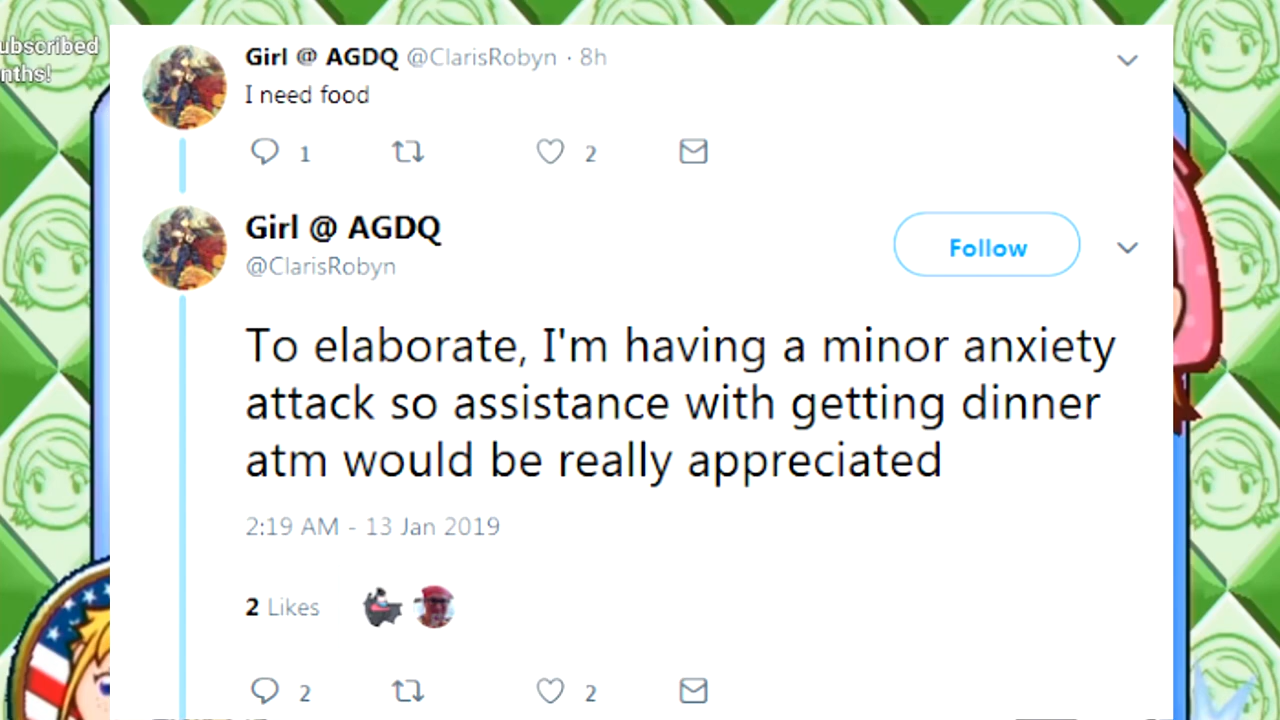 ubscribed
nths!
Girl @ AGDQ @ClarisRobyn · 8h
I need food
1 2
Girl @ AGDQ
@ClarisRobyn
Follow
To elaborate, I'm having a minor anxiety
attack so assistance with getting dinner
atm would be really appreciated
2:19 AM - 13 Jan 2019
2 Likes
2 2